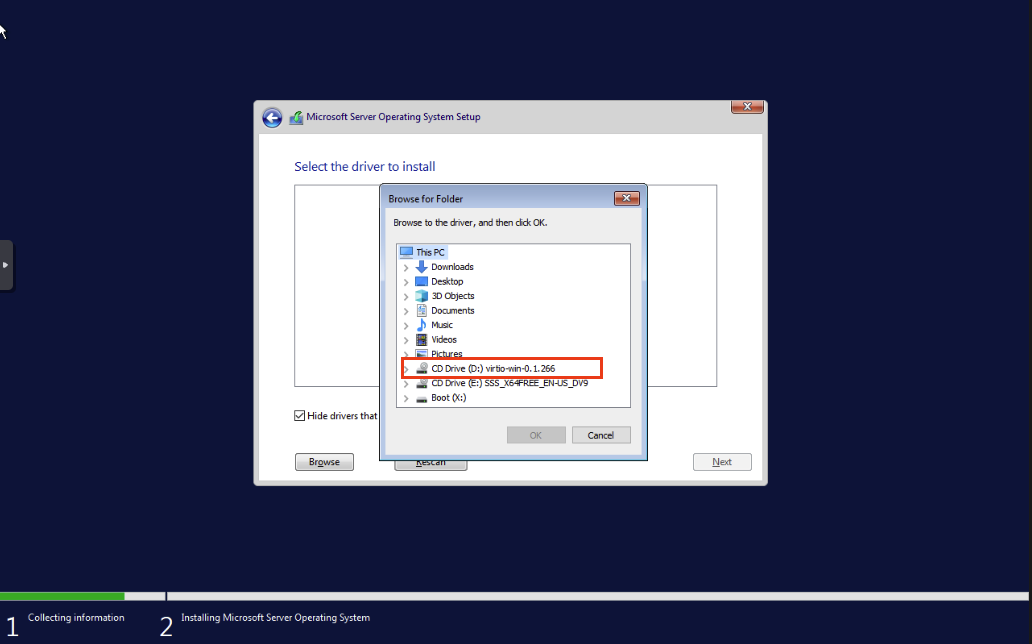 Microsoft Server Operating System Setup
Select the driver to install
Browse for Folder
Browse to the driver, and then click OK.
This PC
Downloads
Desktop
3D Objects
Documents
Music
Videos
Pictures
CD Drive (D:) virtio-win-0.1.266
CD Drive (E:) SSS_X64FREE_EN-US_DV9
Boot (X:)
OK
Cancel
Hide drivers that
Browse
Rescan
Next
1 Collecting information
2 Installing Microsoft Server Operating System